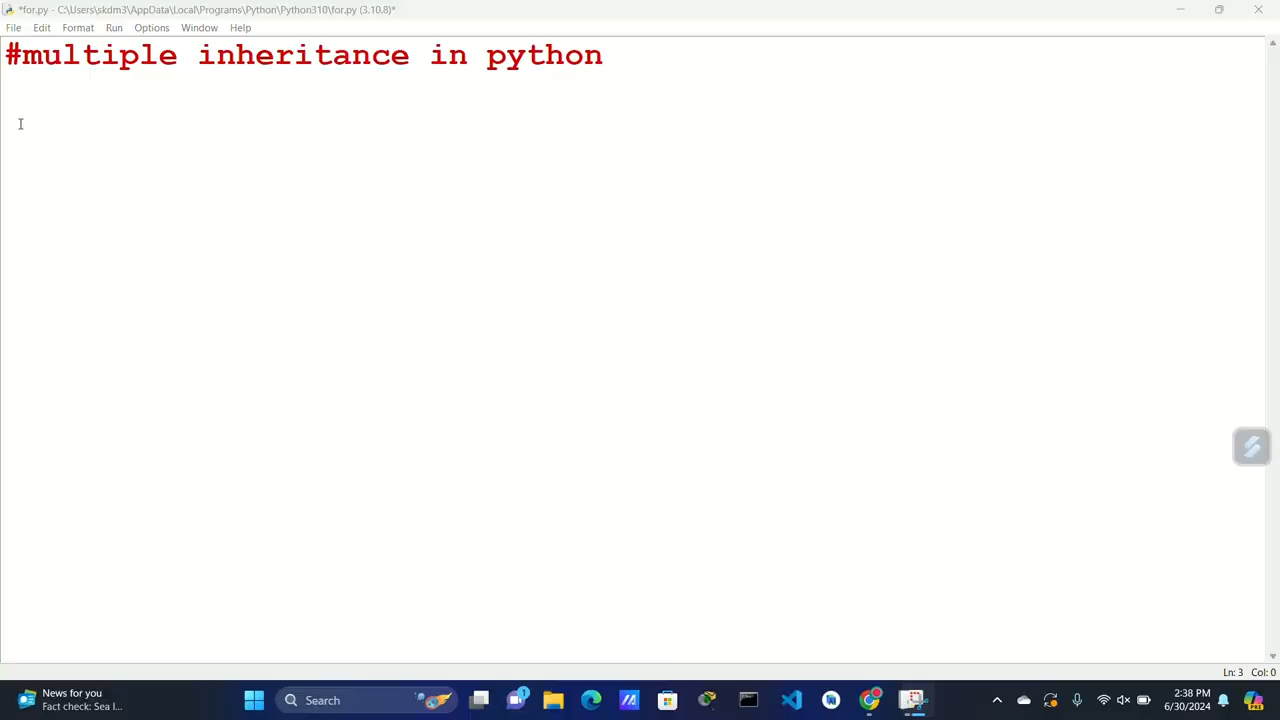 *for.py - C:\Users\skdm3\AppData\Local\Programs\Python\Python310\for.py (3.10.8)*
File Edit Format Run Options Window Help
#multiple inheritance in python
Ln: 3 Col: 0
News for you
Fact check: Sea I...
Search
1
2:38 PM
6/30/2024